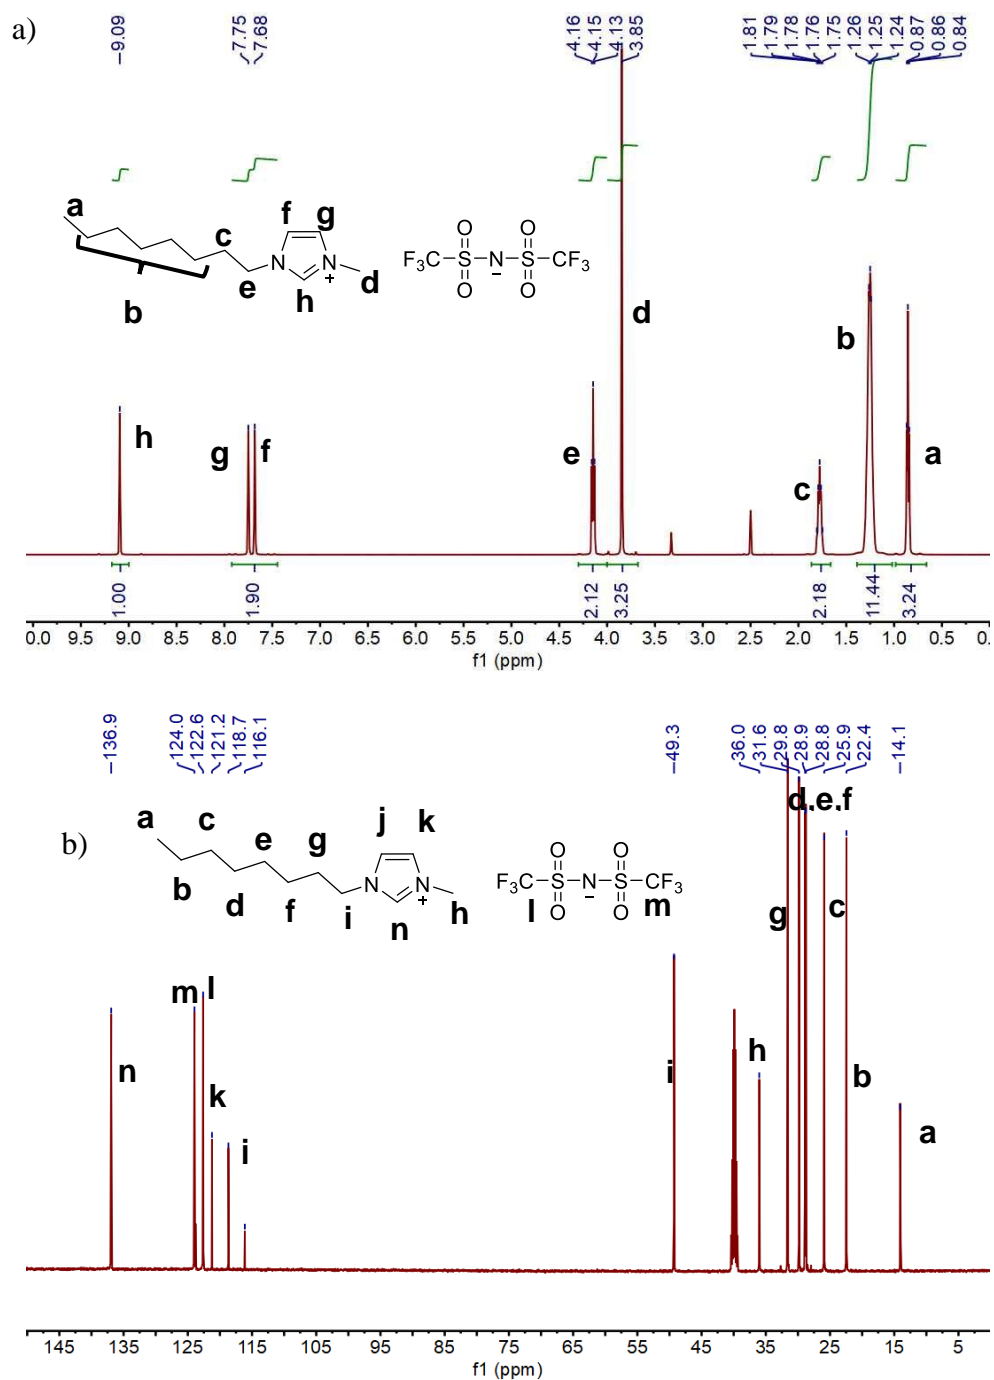 a)
9.09 7.75 7.68 4.16 4.15 4.13 3.85 1.81 1.79 1.78 1.76 1.75 1.26 1.25 1.24 0.87 0.86 0.84
a c f g
N N +
e h d
b
O O
F3C S N S CF3
−
O O
d
b
h g f e c a
1.00 1.90 2.12 3.25 2.18 11.44 3.24
0.0 9.5 9.0 8.5 8.0 7.5 7.0 6.5 6.0 5.5 5.0 4.5 4.0 3.5 3.0 2.5 2.0 1.5 1.0 0.5 0.
f1 (ppm)
136.9 124.0 122.6 121.2 118.7 116.1 49.3 36.0 31.6 29.8 28.9 28.8 25.9 22.4 14.1
b)
a c e g j k
N N +
b d f i n h
O O
F3C S N S CF3
−
l m
O O
d,e,f
g c
m l
n k i i h b a
145 135 125 115 105 95 85 75 65 55 45 35 25 15 5
f1 (ppm)